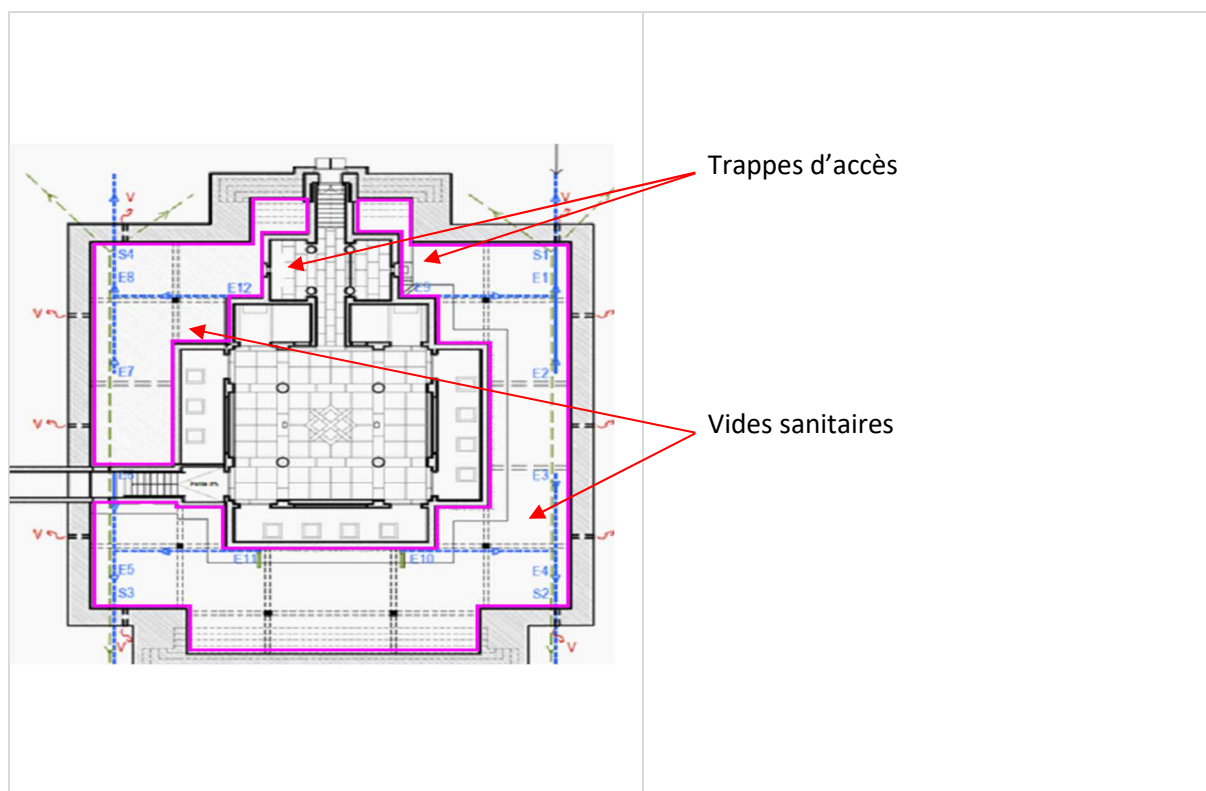 Trappes d’accès
V
V
S4
S1
E8
E1
E12
E9
V
V
E7
E2
Vides sanitaires
V
V
E6
E3
V
V
E11
E10
E5
E4
S3
S2
V
V